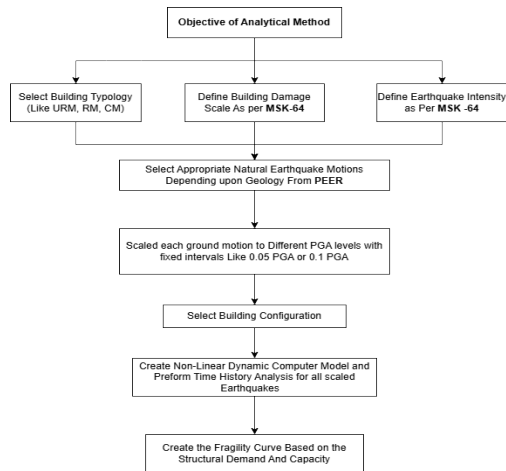 Objective of Analytical Method
Select Building Typology
(Like URM, RM, CM)
Define Building Damage
Scale As per MSK-64
Define Earthquake Intensity
as Per MSK -64
Select Appropriate Natural Earthquake Motions
Depending upon Geology From PEER
Scaled each ground motion to Different PGA levels with
fixed intervals Like 0.05 PGA or 0.1 PGA
Select Building Configuration
Create Non-Linear Dynamic Computer Model and
Preform Time History Analysis for all scaled
Earthquakes
Create the Fragility Curve Based on the
Structural Demand And Capacity